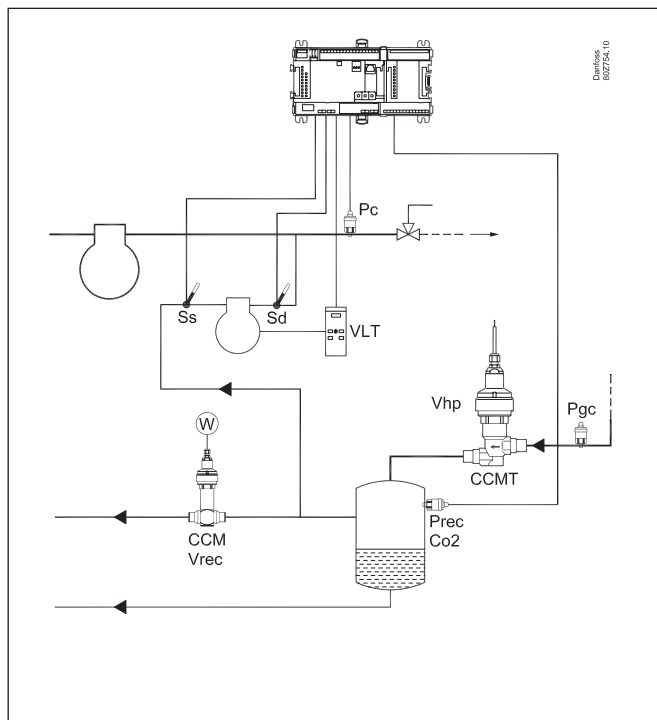 Danfoss
80Z754.10
Pc
Ss
Sd
VLT
Vhp
Pgc
W
CCMT
Prec
Co2
CCM
Vrec